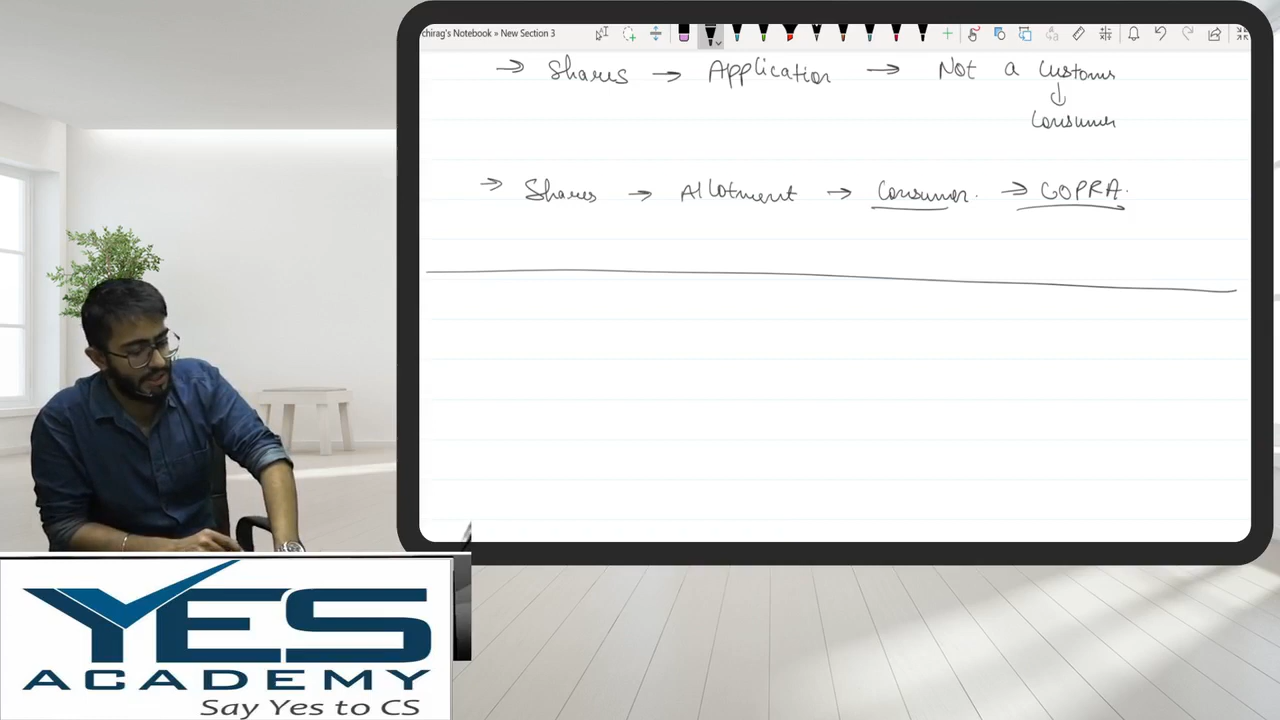 chirag's Notebook » New Section 3
→ Shares → Application → Not a Customer
↓
Consumer
→ Shares → Allotment → Consumer. → COPRA.
YES
ACADEMY
Say Yes to CS